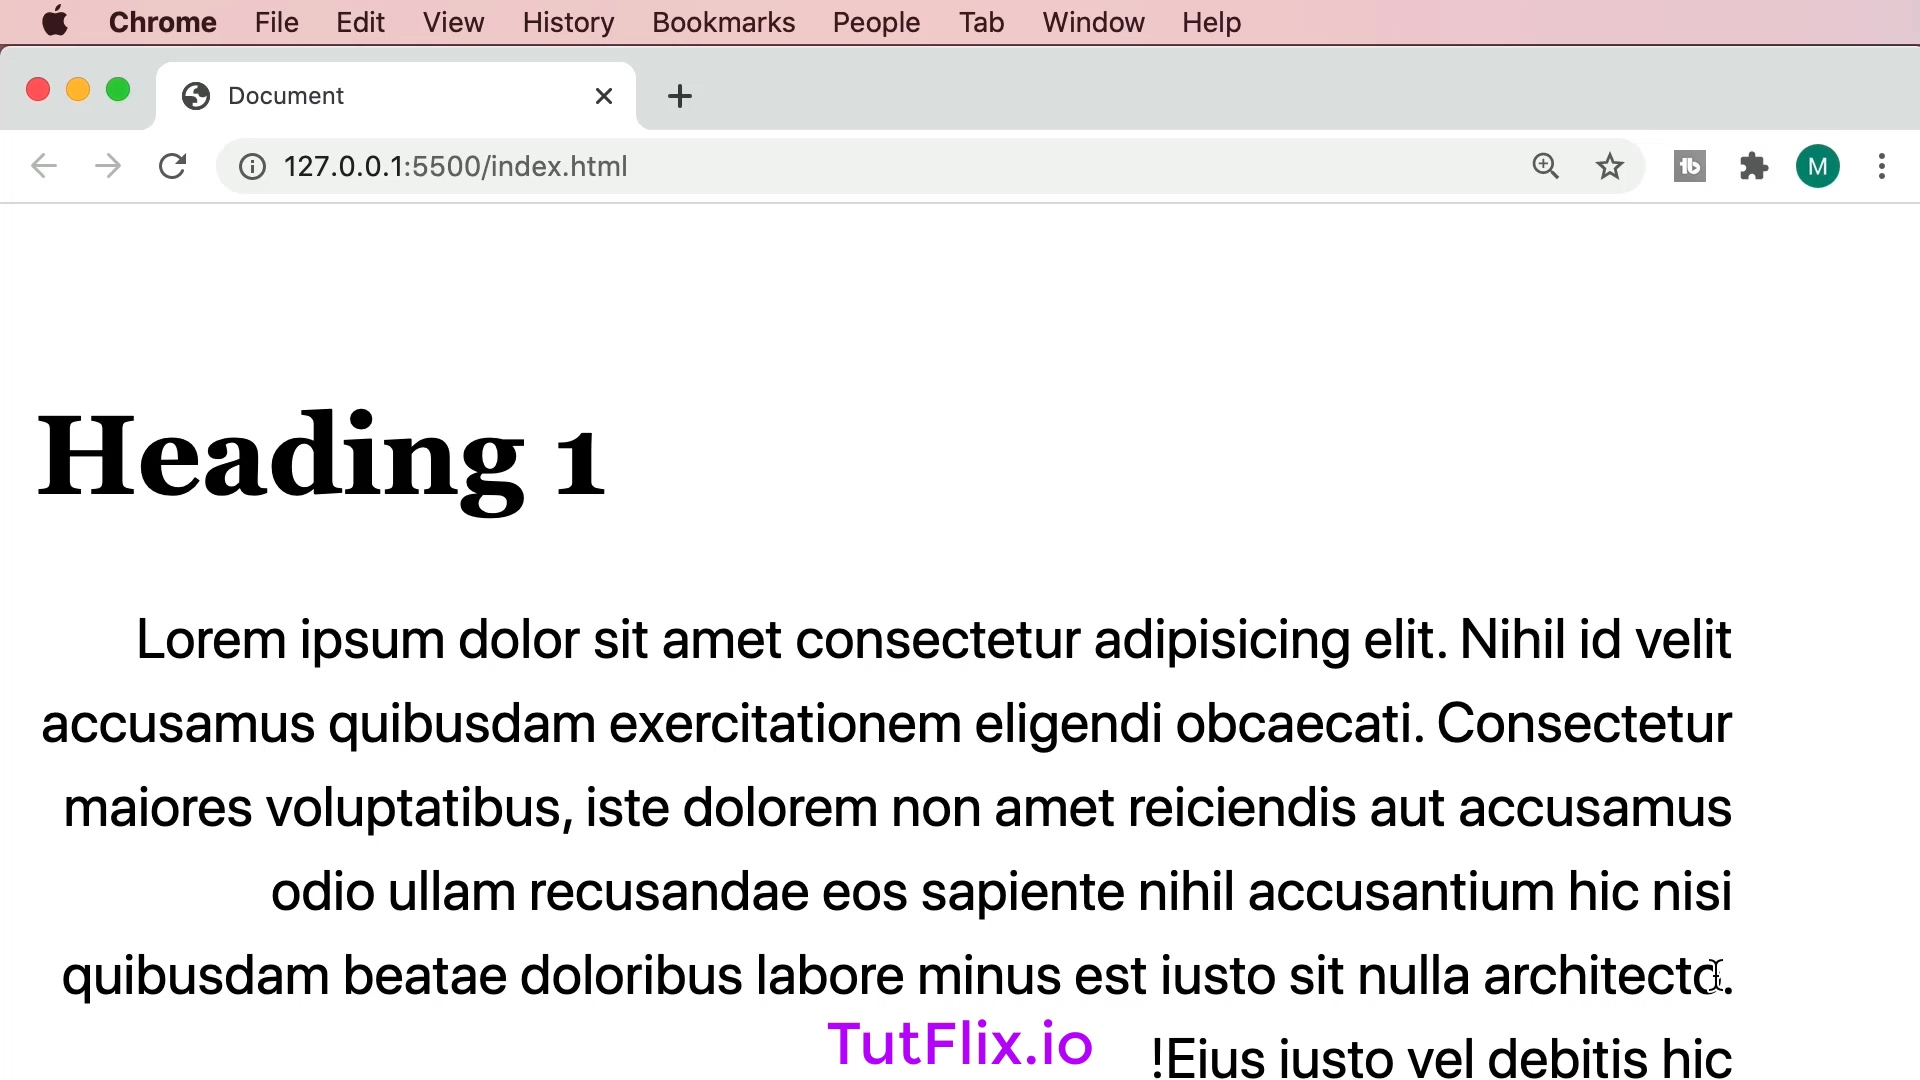 Chrome File Edit View History Bookmarks People Tab Window Help
Document
127.0.0.1:5500/index.html
tb
M
Heading 1
Lorem ipsum dolor sit amet consectetur adipisicing elit. Nihil id velit
accusamus quibusdam exercitationem eligendi obcaecati. Consectetur
maiores voluptatibus, iste dolorem non amet reiciendis aut accusamus
odio ullam recusandae eos sapiente nihil accusantium hic nisi
quibusdam beatae doloribus labore minus est iusto sit nulla architecto.
!Eius iusto vel debitis hic
TutFlix.io